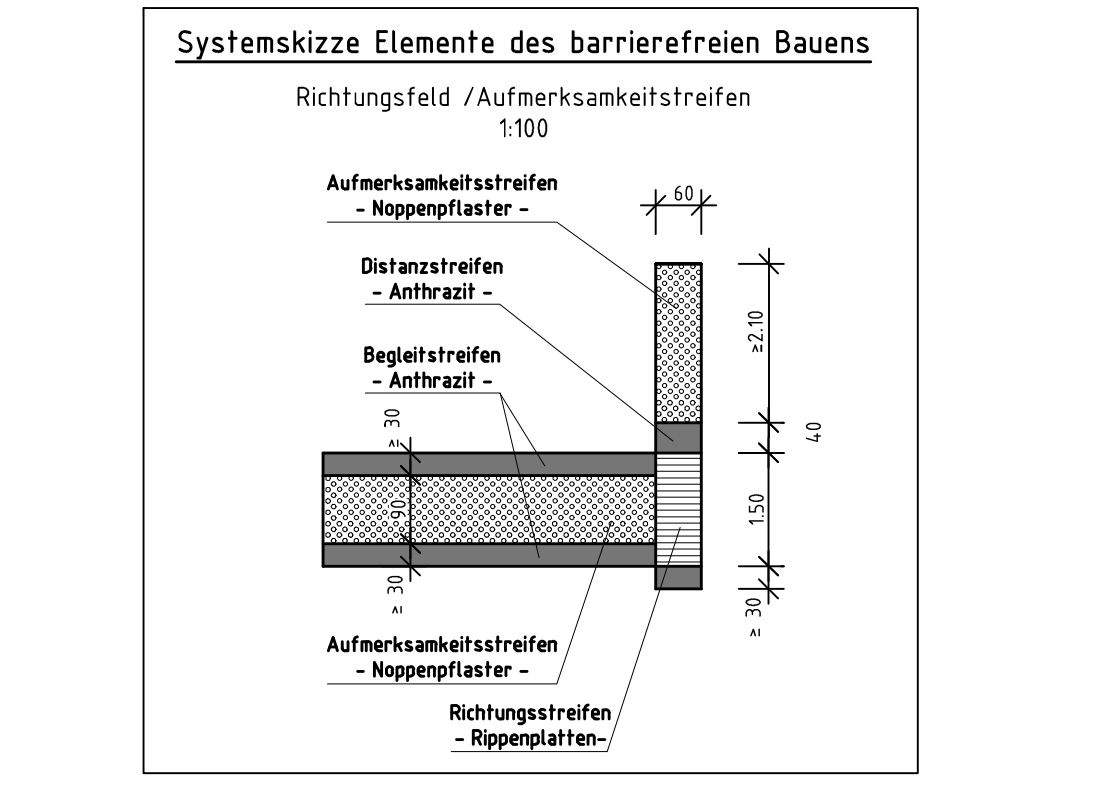 Systemskizze Elemente des barrierefreien Bauens
Richtungsfeld /Aufmerksamkeitstreifen
1:100
Aufmerksamkeitsstreifen
- Noppenpflaster -
60
Distanzstreifen
- Anthrazit -
≥2.10
Begleitstreifen
- Anthrazit -
≥ 30
40
90
1.50
≥ 30
≥ 30
Aufmerksamkeitsstreifen
- Noppenpflaster -
Richtungsstreifen
- Rippenplatten-